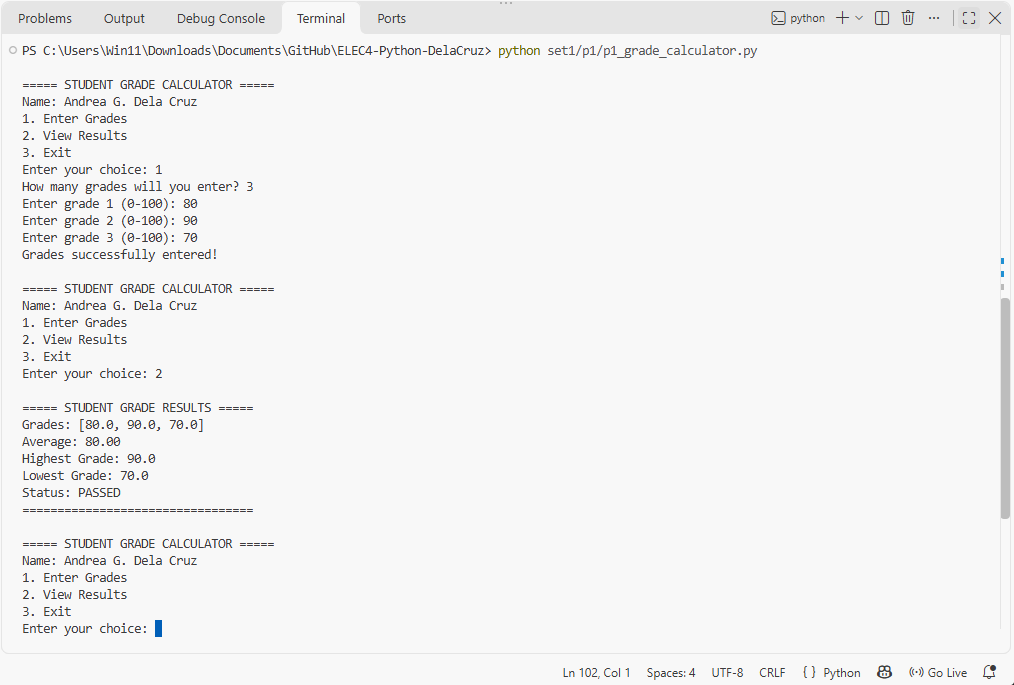 Problems Output Debug Console Terminal Ports python
PS C:\Users\Win11\Downloads\Documents\GitHub\ELEC4-Python-DelaCruz> python set1/p1/p1_grade_calculator.py
===== STUDENT GRADE CALCULATOR =====
Name: Andrea G. Dela Cruz
1. Enter Grades
2. View Results
3. Exit
Enter your choice: 1
How many grades will you enter? 3
Enter grade 1 (0-100): 80
Enter grade 2 (0-100): 90
Enter grade 3 (0-100): 70
Grades successfully entered!
===== STUDENT GRADE CALCULATOR =====
Name: Andrea G. Dela Cruz
1. Enter Grades
2. View Results
3. Exit
Enter your choice: 2
===== STUDENT GRADE RESULTS =====
Grades: [80.0, 90.0, 70.0]
Average: 80.00
Highest Grade: 90.0
Lowest Grade: 70.0
Status: PASSED
=================================
===== STUDENT GRADE CALCULATOR =====
Name: Andrea G. Dela Cruz
1. Enter Grades
2. View Results
3. Exit
Enter your choice:
Ln 102, Col 1 Spaces: 4 UTF-8 CRLF { } Python Go Live